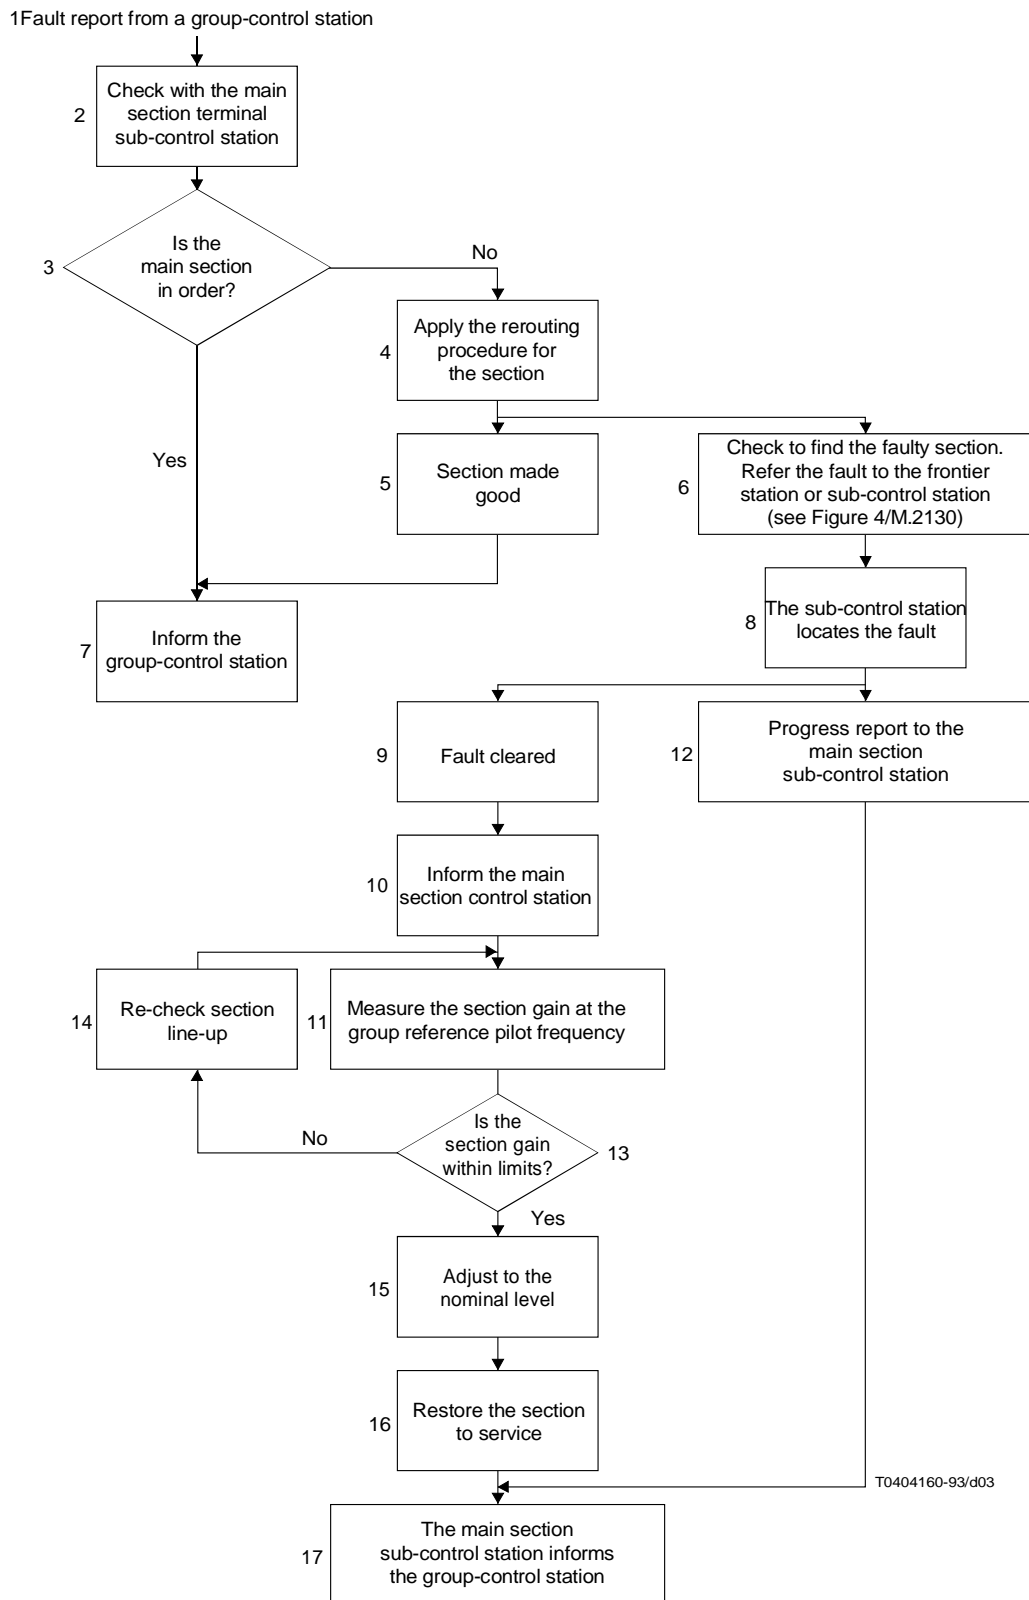 1Fault report from a group-control station
2
Check with the main
section terminal
sub-control station
3
Is the
main section
in order?
No
4
Apply the rerouting
procedure for
the section
Yes
5
Section made
good
6
Check to find the faulty section.
Refer the fault to the frontier
station or sub-control station
(see Figure 4/M.2130)
7
Inform the
group-control station
8
The sub-control station
locates the fault
9
Fault cleared
12
Progress report to the
main section
sub-control station
10
Inform the main
section control station
14
Re-check section
line-up
11
Measure the section gain at the
group reference pilot frequency
No
Is the
section gain
within limits?
13
Yes
15
Adjust to the
nominal level
16
Restore the section
to service
T0404160-93/d03
17
The main section
sub-control station informs
the group-control station